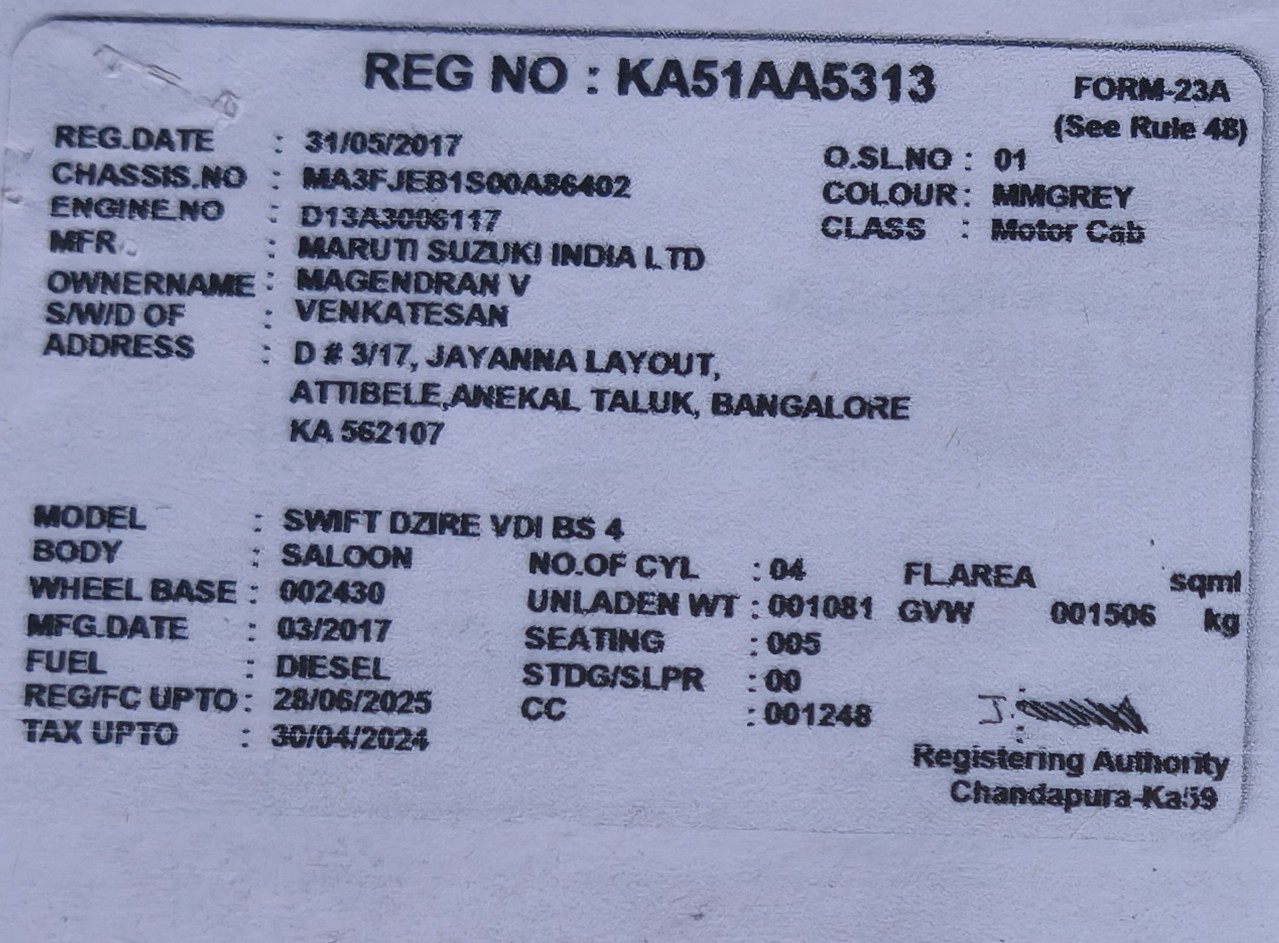 REG NO : KA51AA5313
FORM-23A
(See Rule 48)
REG.DATE : 31/05/2017
O.SL.NO : 01
CHASSIS.NO : MA3FJEB1S00A86402
COLOUR : MMGREY
ENGINE.NO : D13A3006117
CLASS : Motor Cab
MFR. : MARUTI SUZUKI INDIA LTD
OWNERNAME : MAGENDRAN V
S/W/D OF : VENKATESAN
ADDRESS : D # 3/17, JAYANNA LAYOUT,
ATTIBELE,ANEKAL TALUK, BANGALORE
KA 562107
MODEL : SWIFT DZIRE VDI BS 4
BODY : SALOON NO.OF CYL : 04 FL.AREA sqmt
WHEEL BASE : 002430 UNLADEN WT : 001081 GVW 001506 kg
MFG.DATE : 03/2017 SEATING : 005
FUEL : DIESEL STDG/SLPR : 00
REG/FC UPTO : 28/06/2025 CC : 001248
TAX UPTO : 30/04/2024
Registering Authority
Chandapura-Ka59